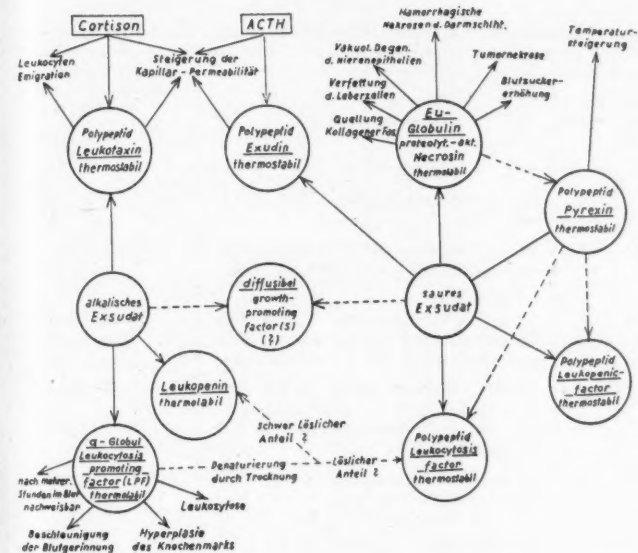 Cortison
ACTH
Hämorrhagische
Nekrosen d. Darmschlht.
Temperatur-
steigerung
Leukocyten
Emigration
Steigerung der
Kapillar-Permeabilität
Vakuol. Degen.
d. Nierenepithelien
Tumornekrose
Verfettung
d. Leberzellen
Blutzucker-
erhöhung
Quellung
Kollagener Fas.
Polypeptid
Leukotaxin
thermostabil
Polypeptid
Exudin
thermostabil
Eu-
Globulin
proteolyt.-akt.
Necrosin
thermolabil
Polypeptid
Pyrexin
thermostabil
alkalisches
Exsudat
diffusibel
growth-
promoting
factor(s)
(?)
saures
Exsudat
Leukopenin
thermolabil
Polypeptid
Leukopenic-
factor
thermostabil
Schwer löslicher
Anteil ?
α-Globul
Leukocytosis
promoting
factor (LPF)
thermolabil
Denaturierung
durch Trocknung
Löslicher
Anteil ?
Polypeptid
Leukocytosis
factor
thermostabil
nach mehrer.
Stunden im Blut
nachweisbar
Leukozytose
Beschleunigung
der Blutgerinnung
Hyperplasie
des Knochenmarks